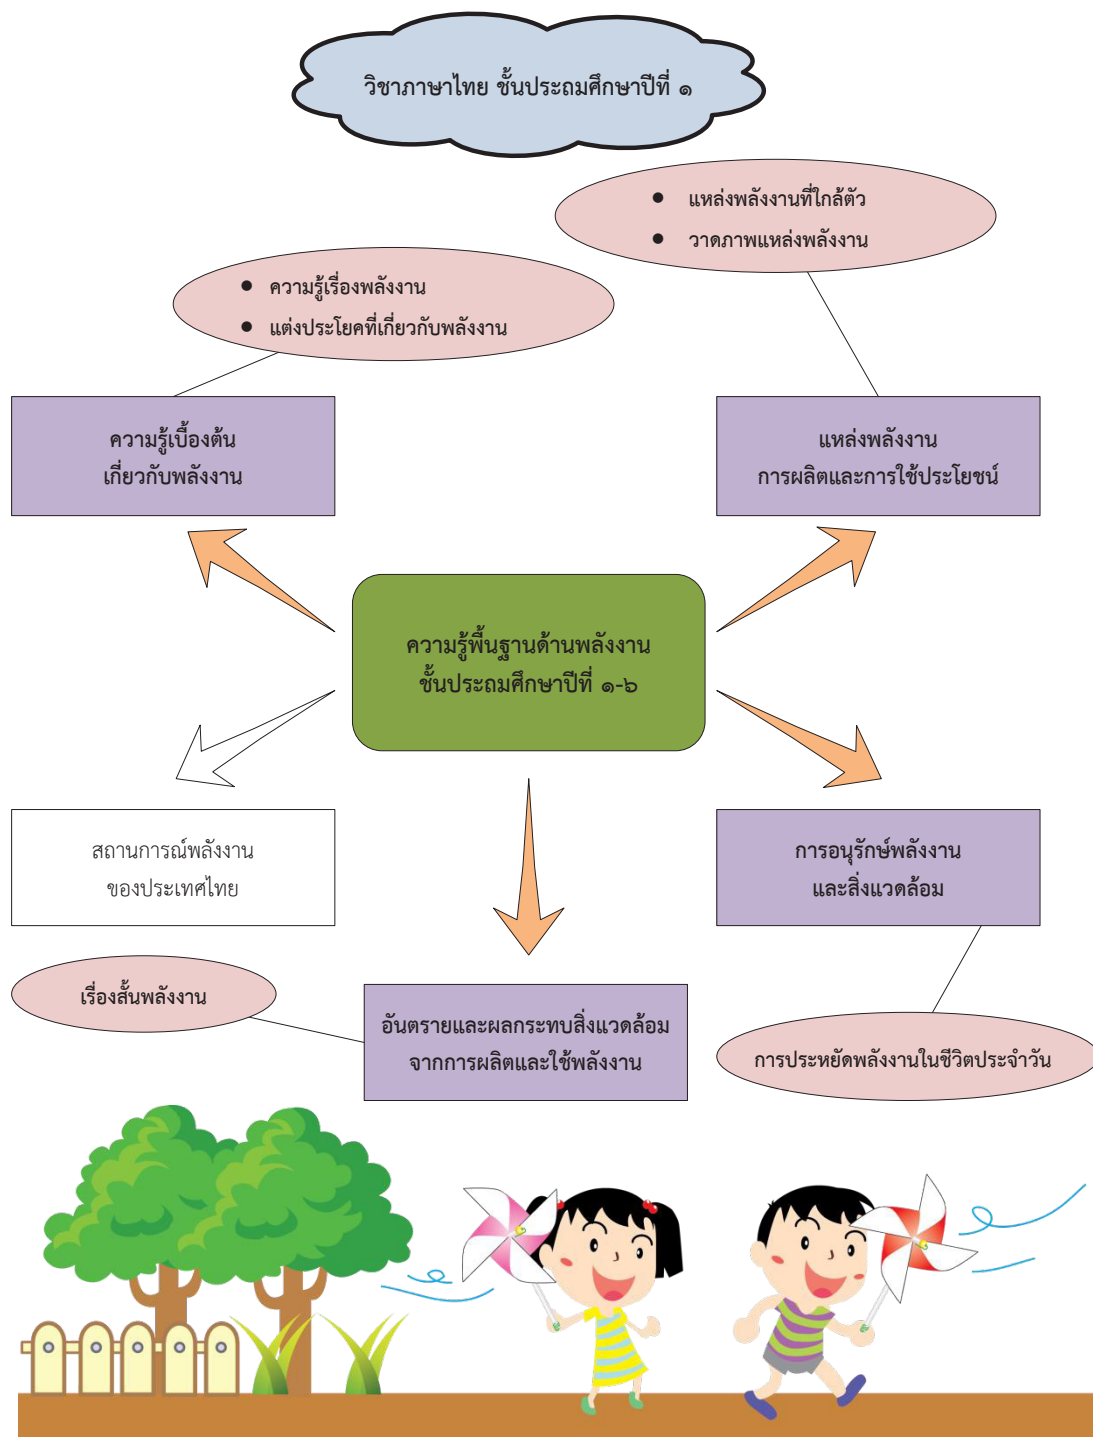 วิชาภาษาไทย ชั้นประถมศึกษาปีที่ ๑
● แหล่งพลังงานที่ใกล้ตัว
● วาดภาพแหล่งพลังงาน
● ความรู้เรื่องพลังงาน
● แต่งประโยคที่เกี่ยวกับพลังงาน
ความรู้เบื้องต้น
เกี่ยวกับพลังงาน
แหล่งพลังงาน
การผลิตและการใช้ประโยชน์
ความรู้พื้นฐานด้านพลังงาน
ชั้นประถมศึกษาปีที่ ๑-๖
สถานการณ์พลังงาน
ของประเทศไทย
การอนุรักษ์พลังงาน
และสิ่งแวดล้อม
เรื่องสั้นพลังงาน
อันตรายและผลกระทบสิ่งแวดล้อม
จากการผลิตและใช้พลังงาน
การประหยัดพลังงานในชีวิตประจำวัน